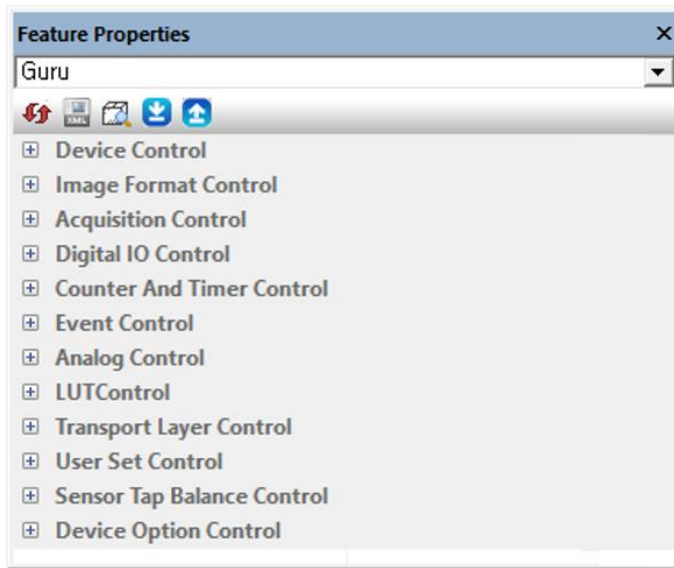 Feature Properties
Guru
XML
Device Control
Image Format Control
Acquisition Control
Digital IO Control
Counter And Timer Control
Event Control
Analog Control
LUTControl
Transport Layer Control
User Set Control
Sensor Tap Balance Control
Device Option Control